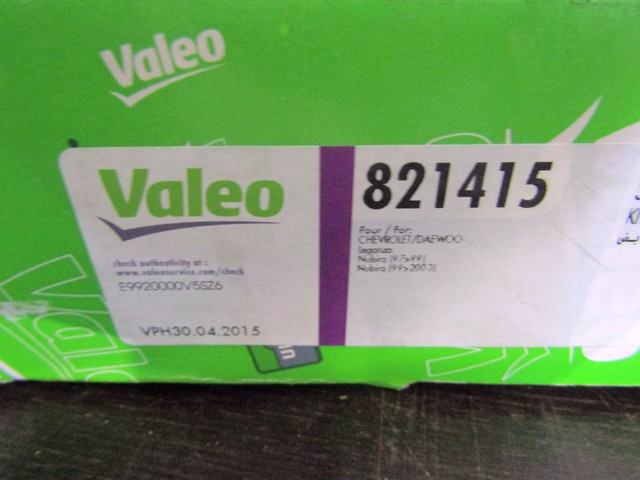 Valeo
Valeo
821415
Pour / For:
CHEVROLET/DAEWOO
Leganza
Nubira (97>99)
Nubira (99>2003)
check authenticity at :
www.valeoservice.com/check
E9920000V5SZ6
VPH30.04.2015